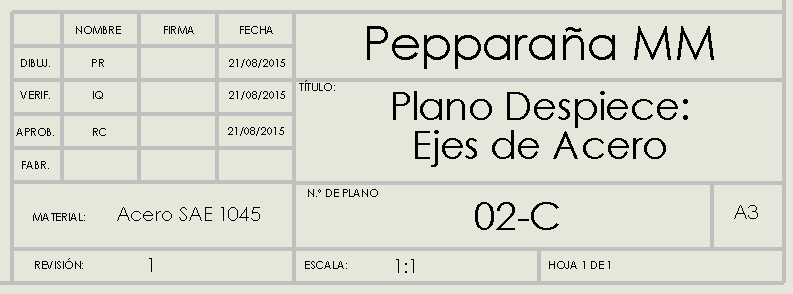 NOMBRE FIRMA FECHA
DIBUJ. PR 21/08/2015
VERIF. IQ 21/08/2015
APROB. RC 21/08/2015
FABR.
Pepparaña MM
TÍTULO:
Plano Despiece:
Ejes de Acero
MATERIAL: Acero SAE 1045
N.º DE PLANO
02-C
A3
REVISIÓN: 1
ESCALA: 1:1
HOJA 1 DE 1